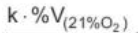 k · %V(21%O₂)